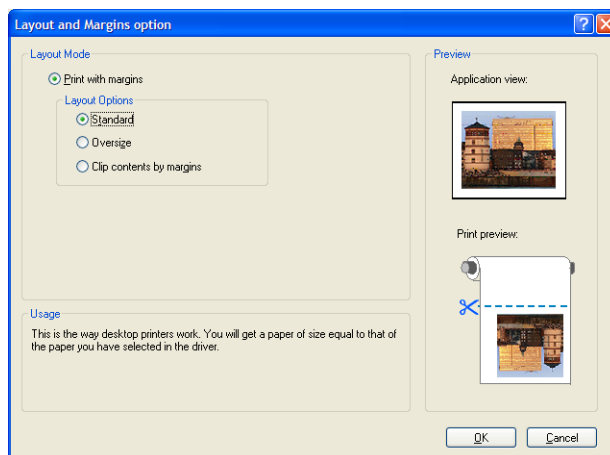 Layout and Margins option
Layout Mode
Print with margins
Layout Options
Standard
Oversize
Clip contents by margins
Usage
This is the way desktop printers work. You will get a paper of size equal to that of
the paper you have selected in the driver.
Preview
Application view:
Print preview:
OK
Cancel